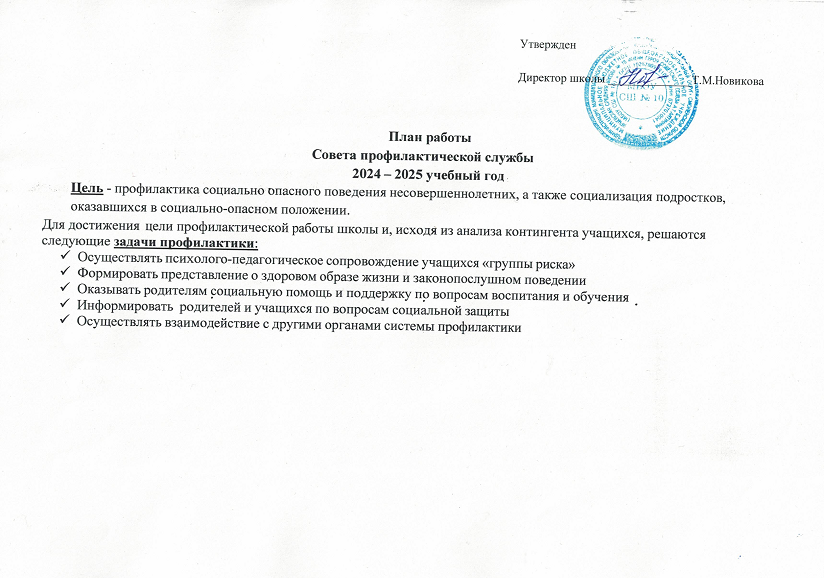 Утвержден
Директор школы Т.М.Новикова
СШ № 10
План работы
Совета профилактической службы
2024 – 2025 учебный год
Цель - профилактика социально опасного поведения несовершеннолетних, а также социализация подростков,
оказавшихся в социально-опасном положении.
Для достижения цели профилактической работы школы и, исходя из анализа контингента учащихся, решаются
следующие задачи профилактики:
✓ Осуществлять психолого-педагогическое сопровождение учащихся «группы риска»
✓ Формировать представление о здоровом образе жизни и законопослушном поведении
✓ Оказывать родителям социальную помощь и поддержку по вопросам воспитания и обучения
✓ Информировать родителей и учащихся по вопросам социальной защиты
✓ Осуществлять взаимодействие с другими органами системы профилактики